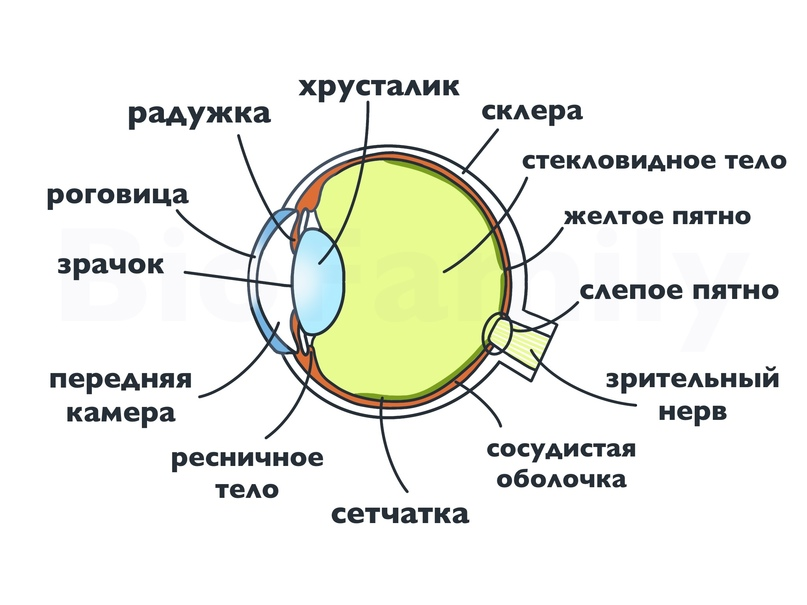 хрусталик
радужка
склера
стекловидное тело
роговица
желтое пятно
зрачок
BioFamily
слепое пятно
передняя
камера
зрительный
нерв
ресничное
тело
сосудистая
оболочка
сетчатка